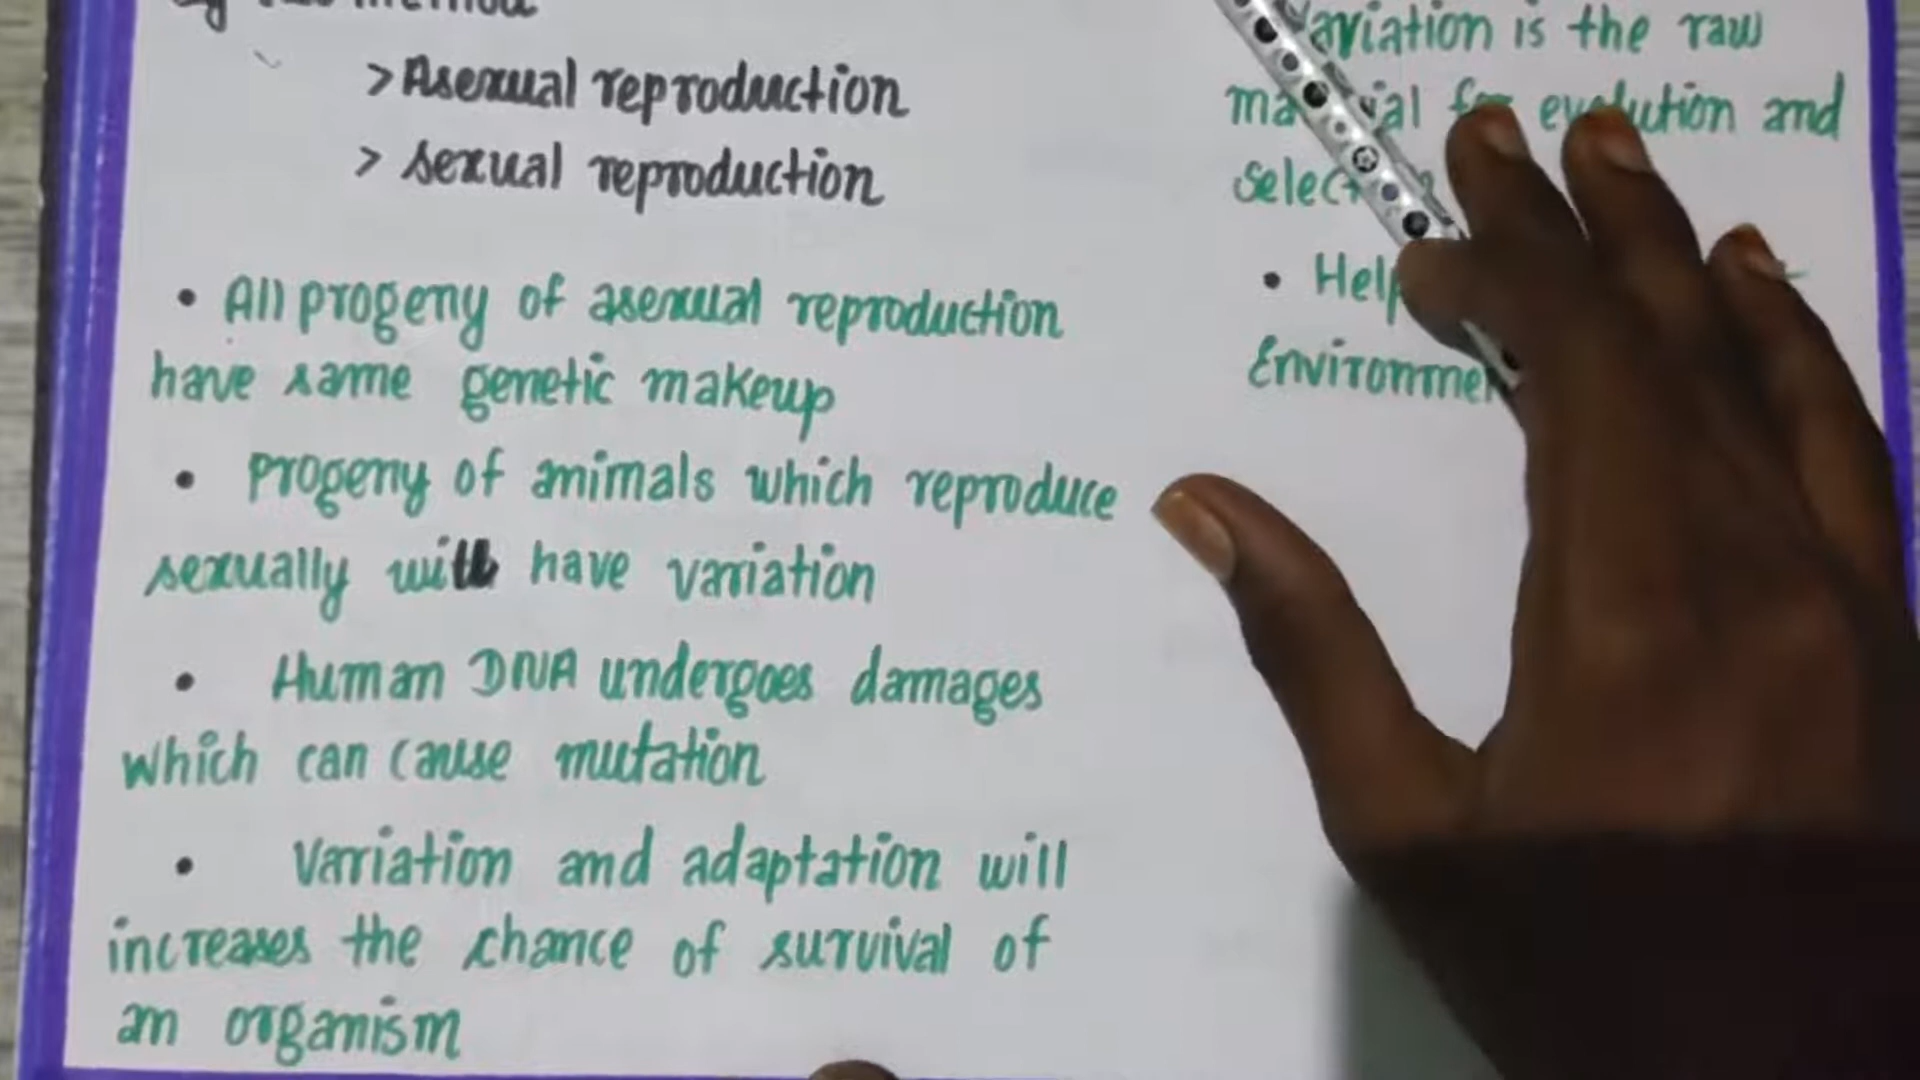 > Asexual reproduction
> sexual reproduction
• All progeny of asexual reproduction
have same genetic makeup
• progeny of animals which reproduce
sexually will have variation
• Human DNA undergoes damages
which can cause mutation
• Variation and adaptation will
increases the chance of survival of
an organism
variation is the raw
evolution and
• Help